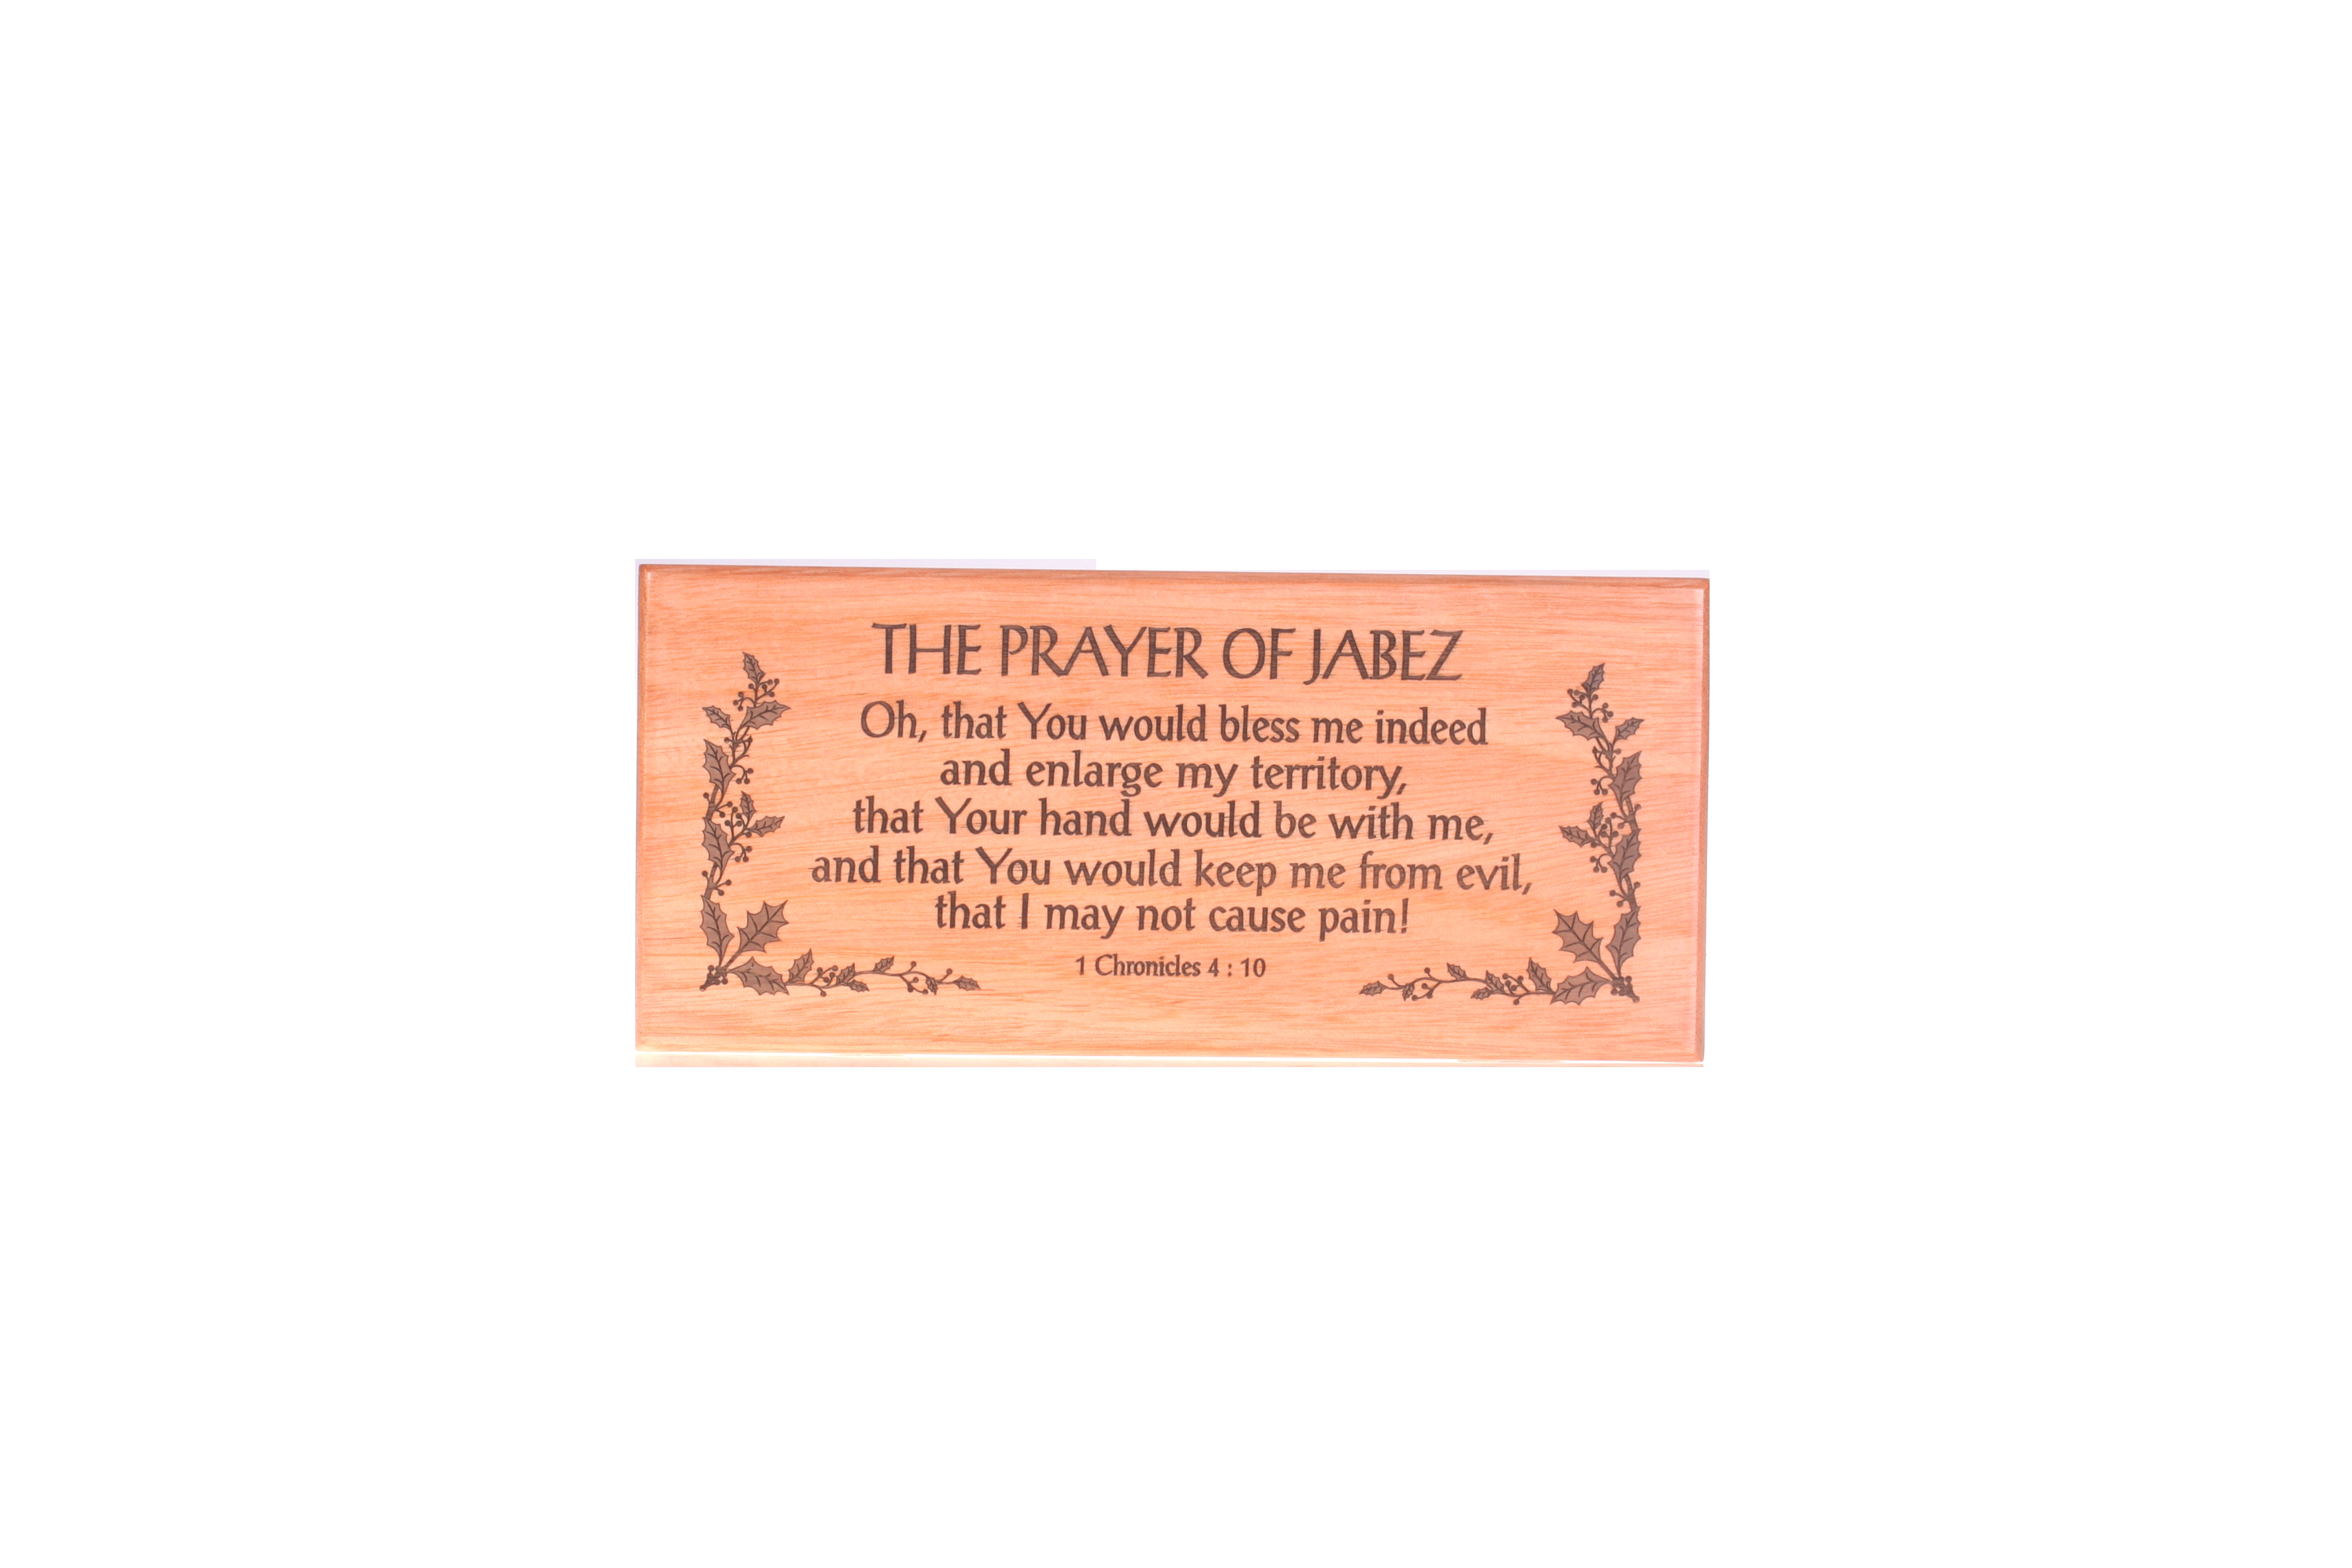 THE PRAYER OF JABEZ
Oh, that You would bless me indeed
and enlarge my territory,
that Your hand would be with me,
and that You would keep me from evil,
that I may not cause pain!
1 Chronicles 4 : 10